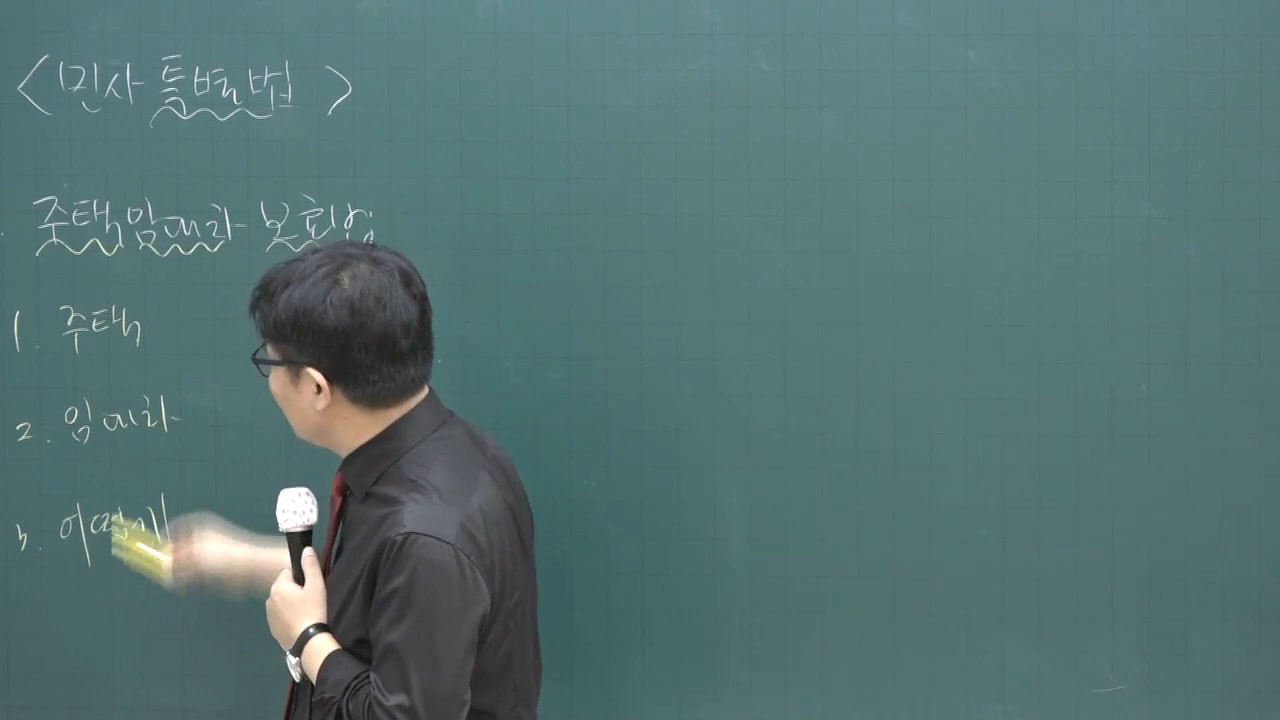 <민사 특별법>
주택임대차 보호법
1. 주택
2. 임대차
3. 어떻게